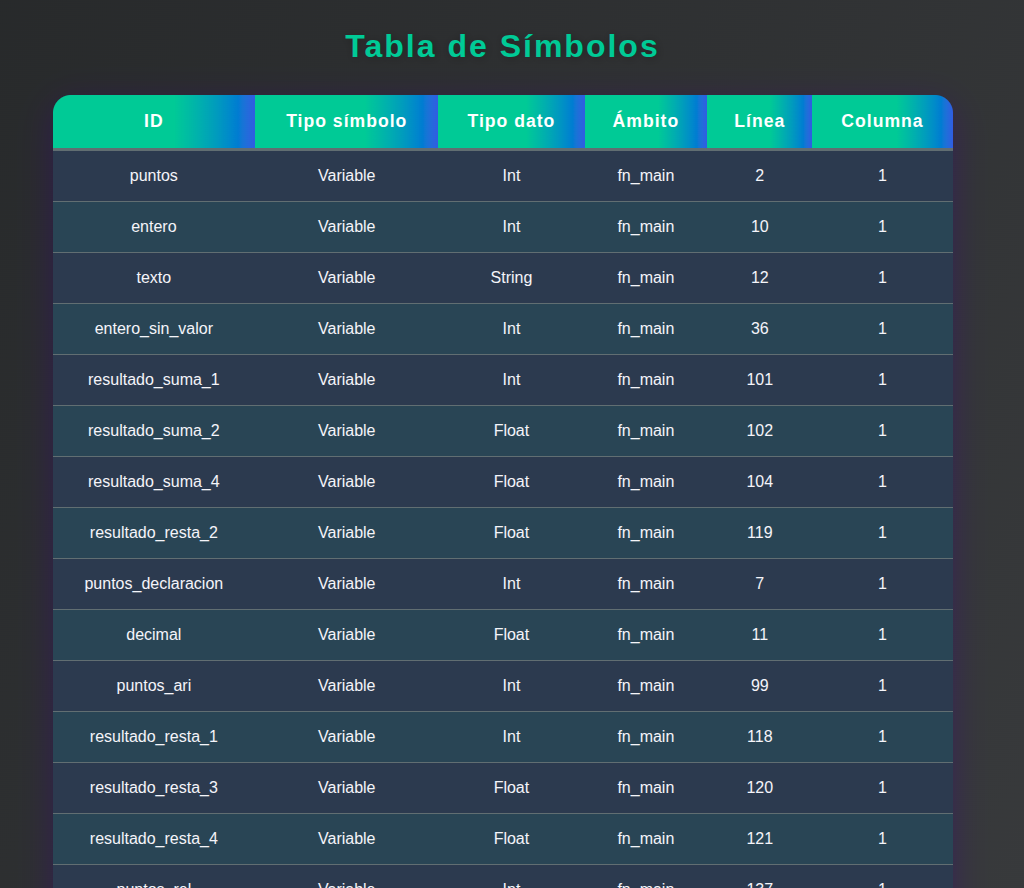 Tabla de Símbolos
ID Tipo símbolo Tipo dato Ámbito Línea Columna
puntos Variable Int fn_main 2 1
entero Variable Int fn_main 10 1
texto Variable String fn_main 12 1
entero_sin_valor Variable Int fn_main 36 1
resultado_suma_1 Variable Int fn_main 101 1
resultado_suma_2 Variable Float fn_main 102 1
resultado_suma_4 Variable Float fn_main 104 1
resultado_resta_2 Variable Float fn_main 119 1
puntos_declaracion Variable Int fn_main 7 1
decimal Variable Float fn_main 11 1
puntos_ari Variable Int fn_main 99 1
resultado_resta_1 Variable Int fn_main 118 1
resultado_resta_3 Variable Float fn_main 120 1
resultado_resta_4 Variable Float fn_main 121 1
puntos_rel Variable Int fn_main 137 1